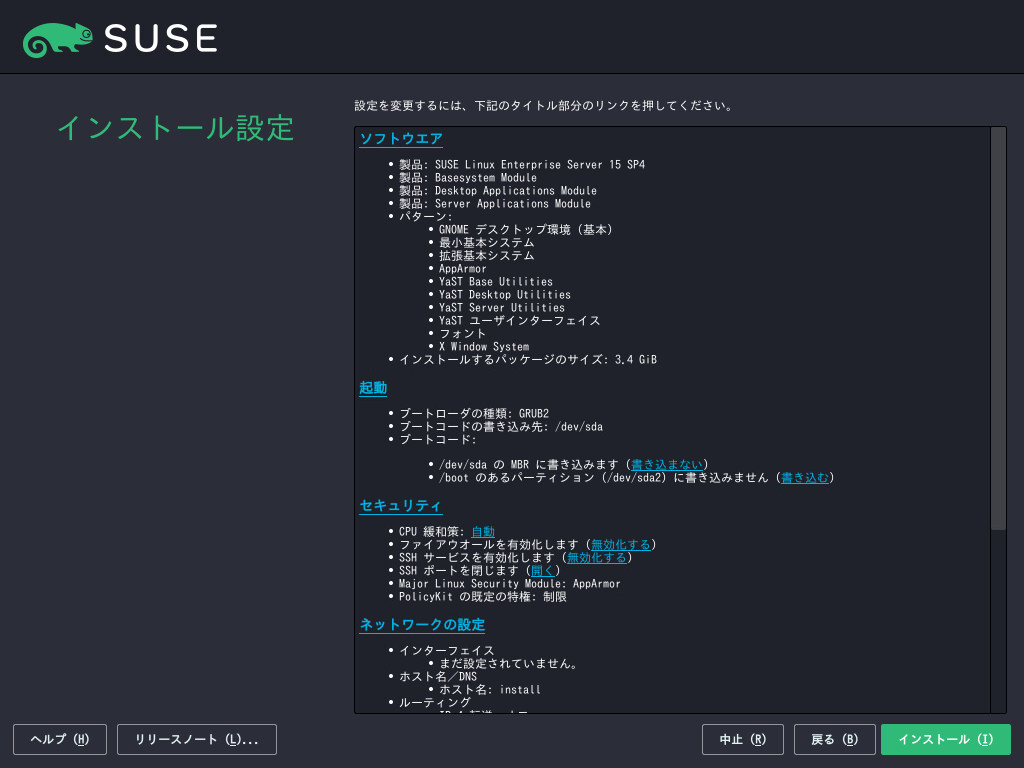 SUSE
インストール設定
設定を変更するには、下記のタイトル部分のリンクを押してください。
ソフトウエア
• 製品: SUSE Linux Enterprise Server 15 SP4
• 製品: Basesystem Module
• 製品: Desktop Applications Module
• 製品: Server Applications Module
• パターン:
• GNOME デスクトップ環境 (基本)
• 最小基本システム
• 拡張基本システム
• AppArmor
• YaST Base Utilities
• YaST Desktop Utilities
• YaST Server Utilities
• YaST ユーザインターフェイス
• フォント
• X Window System
• インストールするパッケージのサイズ: 3.4 GiB
起動
• ブートローダの種類: GRUB2
• ブートコードの書き込み先: /dev/sda
• ブートコード:
• /dev/sda の MBR に書き込みます (書き込まない)
• /boot のあるパーティション (/dev/sda2) に書き込みません (書き込む)
セキュリティ
• CPU 緩和策: 自動
• ファイアウオールを有効化します (無効化する)
• SSH サービスを有効化します (無効化する)
• SSH ポートを閉じます (開く)
• Major Linux Security Module: AppArmor
• PolicyKit の既定の特権: 制限
ネットワークの設定
• インターフェイス
• まだ設定されていません。
• ホスト名／DNS
• ホスト名: install
• ルーティング
ヘルプ (H)
リリースノート (L)...
中止 (R)
戻る (B)
インストール (I)